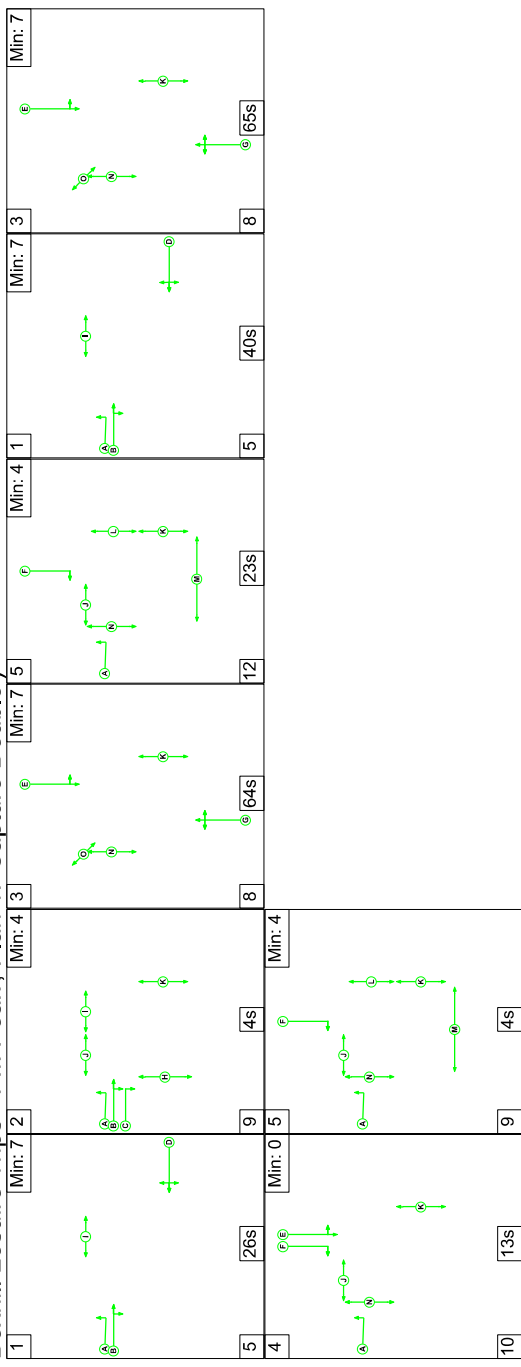 1 Min: 7
I
A
B
D
5 26s
2 Min: 4
J I
A
B
C
H K
9 4s
3 Min: 7
E
O
N
K
G
8 64s
5 Min: 4
F
J
A
N L
K
M
12 23s
1 Min: 7
I
A
B
D
5 40s
3 Min: 7
E
O
N
K
G
8 65s
4 Min: 0
F E
J
A
N
K
10 13s
5 Min: 4
F
J
A
N L
K
M
9 4s